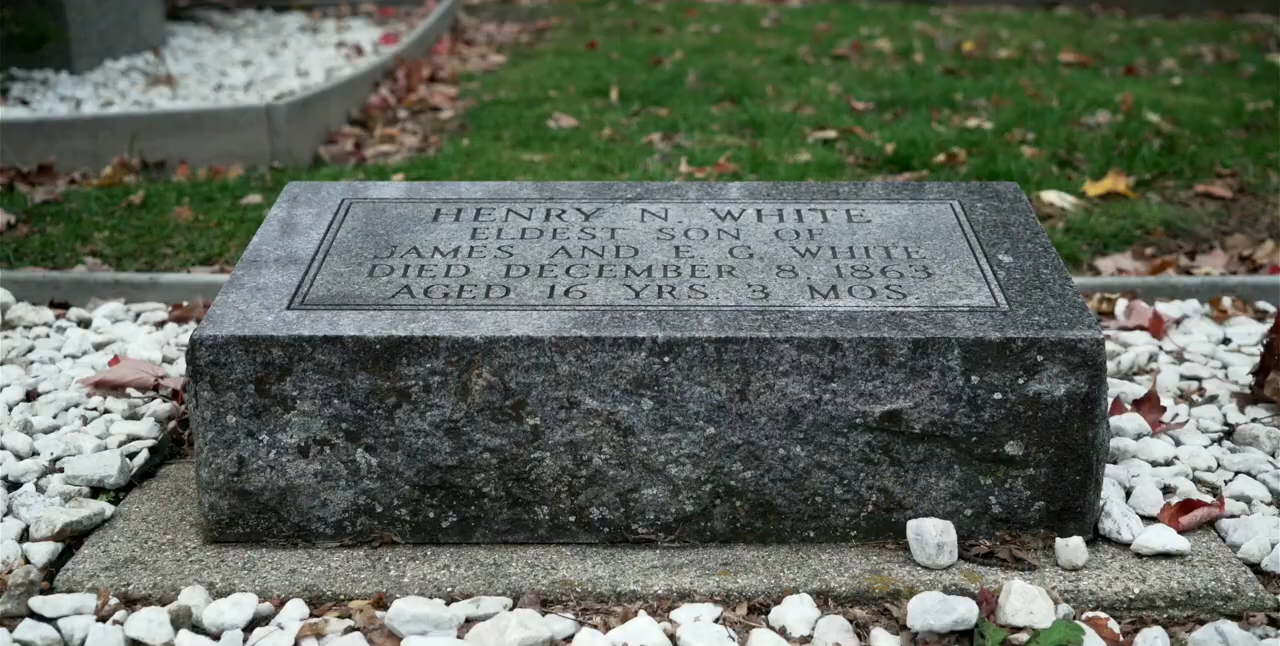 HENRY N. WHITE
ELDEST SON OF
JAMES AND E. G. WHITE
DIED DECEMBER 8, 1863
AGED 16 YRS. 3 MOS.